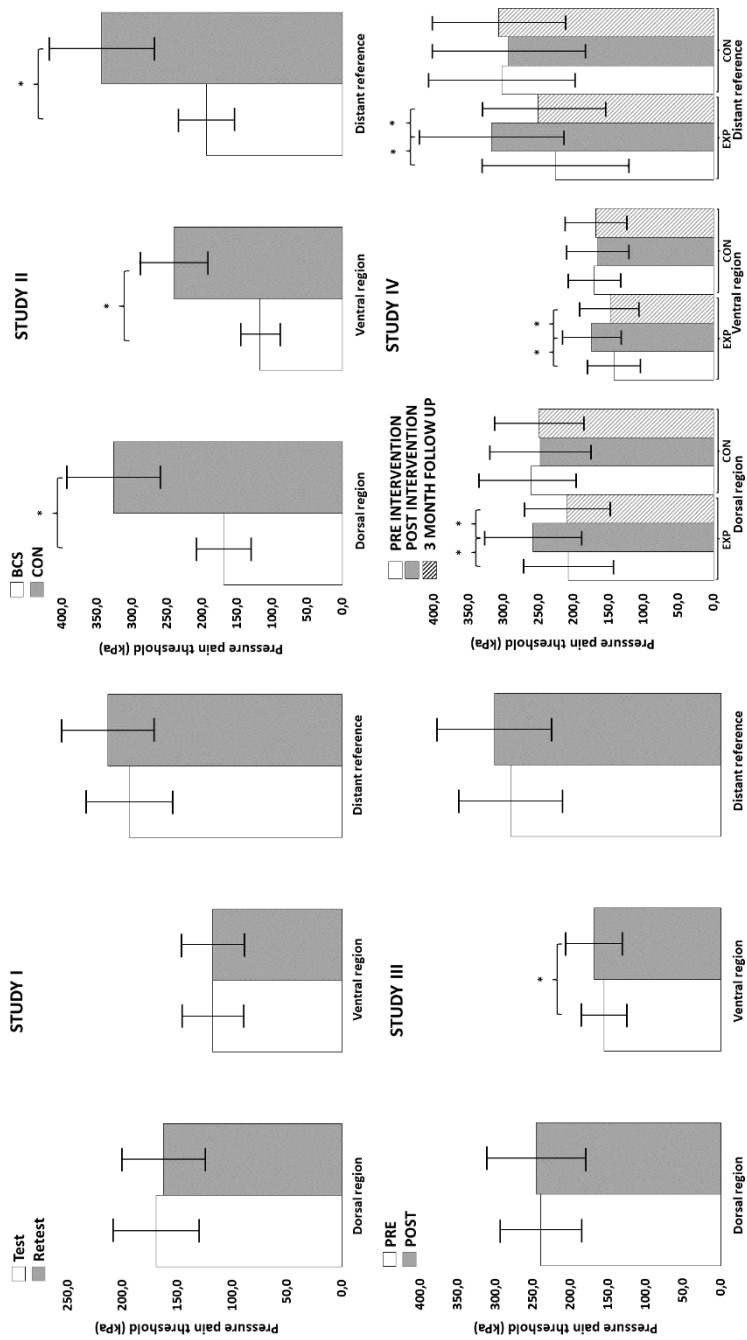 STUDY I
Test
Retest
Pressure pain threshold (kPa)
250,0
200,0
150,0
100,0
50,0
0,0
Dorsal region
Ventral region
Distant reference
STUDY II
BCS
CON
Pressure pain threshold (kPa)
400,0
350,0
300,0
250,0
200,0
150,0
100,0
50,0
0,0
*
*
*
Dorsal region
Ventral region
Distant reference
STUDY III
PRE
POST
Pressure pain threshold (kPa)
400,0
350,0
300,0
250,0
200,0
150,0
100,0
50,0
0,0
*
Dorsal region
Ventral region
Distant reference
STUDY IV
PRE INTERVENTION
POST INTERVENTION
3 MONTH FOLLOW UP
Pressure pain threshold (kPa)
400,0
350,0
300,0
250,0
200,0
150,0
100,0
50,0
0,0
* *
* *
* *
EXP CON EXP CON EXP CON
Dorsal region
Ventral region
Distant reference